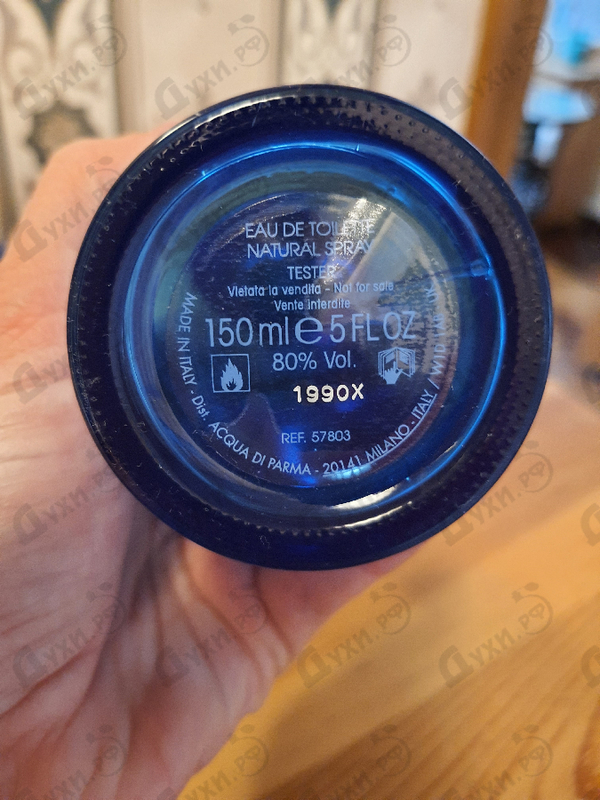 EAU DE TOILETTE
NATURAL SPRAY
TESTER
Vietata la vendita - Not for sale
Vente interdite
150 ml e 5 FL OZ
80% Vol.
1990X
REF. 57803
MADE IN ITALY - Dist. ACQUA DI PARMA - 20141 MILANO - ITALY /
Духи.РФ